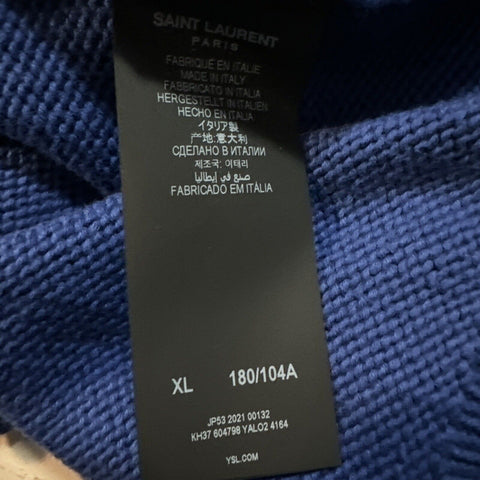 SAINT LAURENT
PARIS
FABRIQUÉ EN ITALIE
MADE IN ITALY
FABBRICATO IN ITALIA
HERGESTELLT IN ITALIEN
HECHO EN ITALIA
イタリア製
产地:意大利
СДЕЛАНО В ИТАЛИИ
제조국: 이태리
صنع في إيطاليا
FABRICADO EM ITÁLIA
XL 180/104A
JP53 2021 00132
KH37 604798 YALO2 4164
YSL.COM